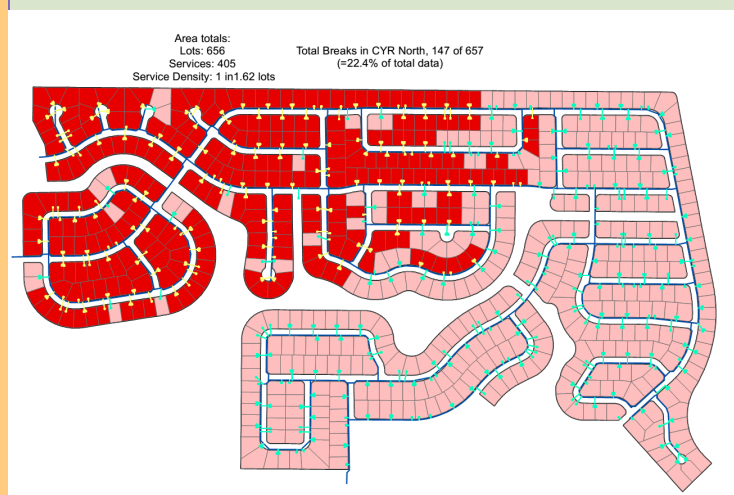 Area totals:
Lots: 656
Services: 405
Service Density: 1 in1.62 lots
Total Breaks in CYR North, 147 of 657
(=22.4% of total data)